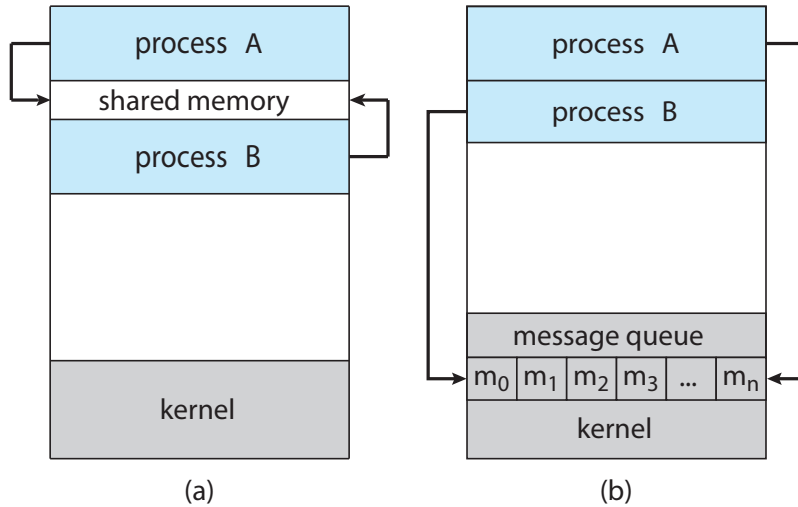 process A
shared memory
process B
kernel
(a)
process A
process B
message queue
m0 m1 m2 m3 ... mn
kernel
(b)